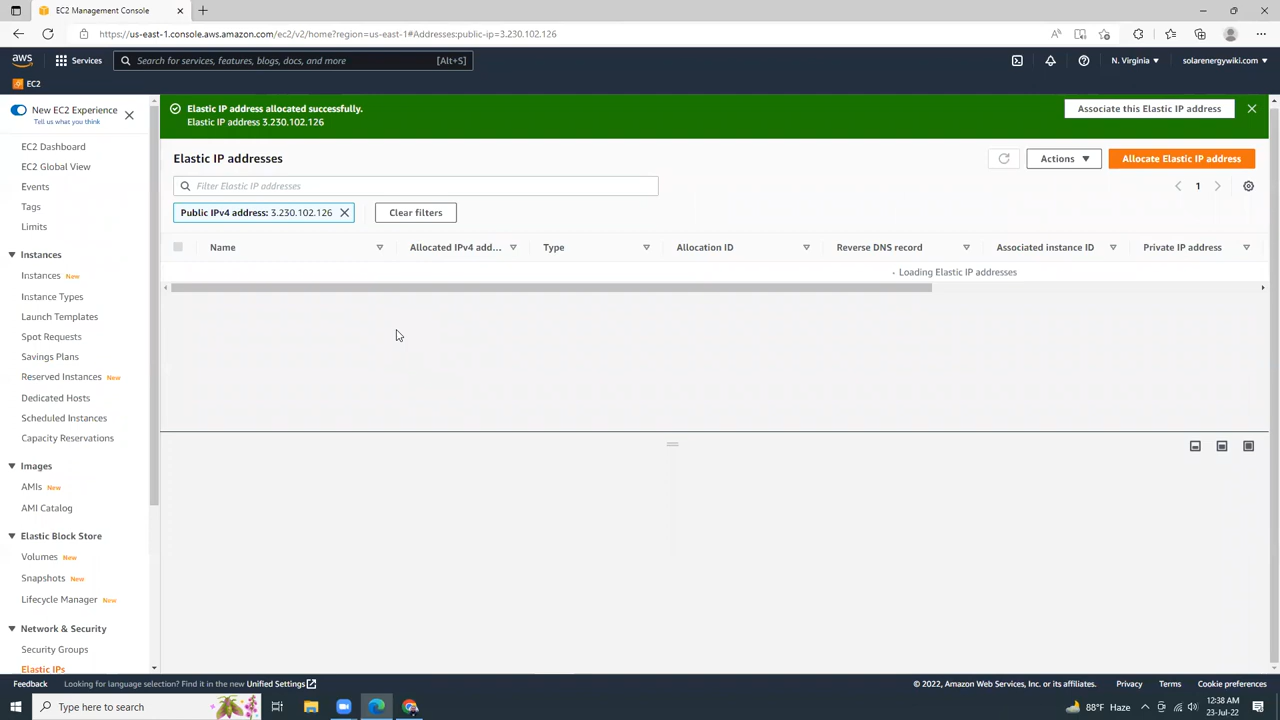 EC2 Management Console
https://us-east-1.console.aws.amazon.com/ec2/v2/home?region=us-east-1#Addresses:public-ip=3.230.102.126
aws
Services
Search for services, features, blogs, docs, and more
[Alt+S]
N. Virginia
solarenergywiki.com
EC2
New EC2 Experience
Tell us what you think
EC2 Dashboard
EC2 Global View
Events
Tags
Limits
Instances
Instances New
Instance Types
Launch Templates
Spot Requests
Savings Plans
Reserved Instances New
Dedicated Hosts
Scheduled Instances
Capacity Reservations
Images
AMIs New
AMI Catalog
Elastic Block Store
Volumes New
Snapshots New
Lifecycle Manager New
Network & Security
Security Groups
Elastic IPs
Elastic IP address allocated successfully.
Elastic IP address 3.230.102.126
Associate this Elastic IP address
Elastic IP addresses
Actions
Allocate Elastic IP address
Filter Elastic IP addresses
1
Public IPv4 address: 3.230.102.126
Clear filters
Name
Allocated IPv4 add...
Type
Allocation ID
Reverse DNS record
Associated instance ID
Private IP address
Loading Elastic IP addresses
Feedback
Looking for language selection? Find it in the new Unified Settings
© 2022, Amazon Web Services, Inc. or its affiliates.
Privacy
Terms
Cookie preferences
Type here to search
88°F Haze
12:38 AM
23-Jul-22